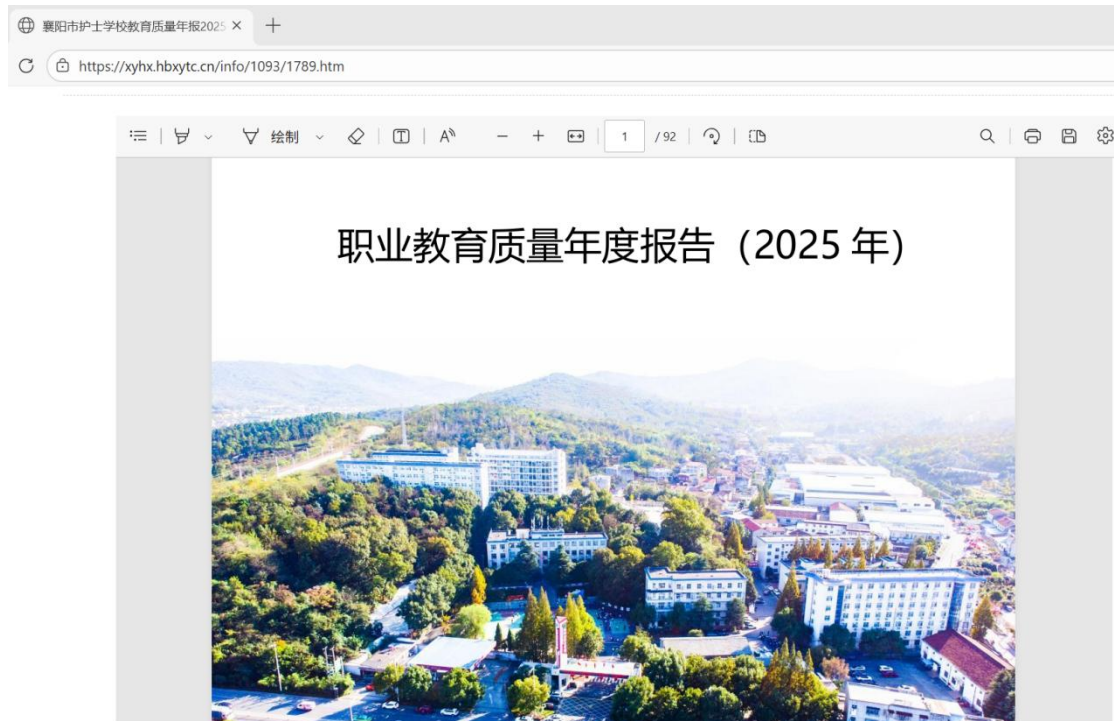 襄阳市护士学校教育质量年报2025
https://xyhx.hbxytc.cn/info/1093/1789.htm
绘制
1 / 92
职业教育质量年度报告（2025 年）